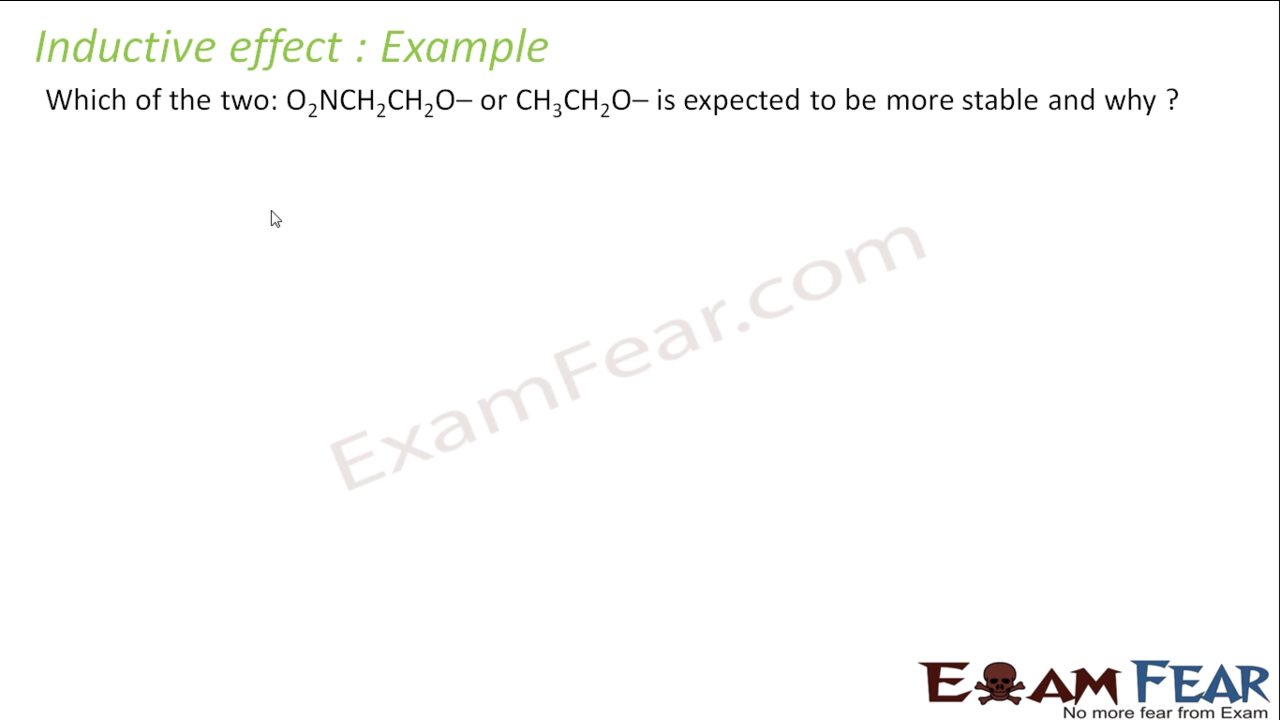 Inductive effect : Example
Which of the two: O₂NCH₂CH₂O– or CH₃CH₂O– is expected to be more stable and why ?
ExamFear.com
EXAM FEAR
No more fear from Exam